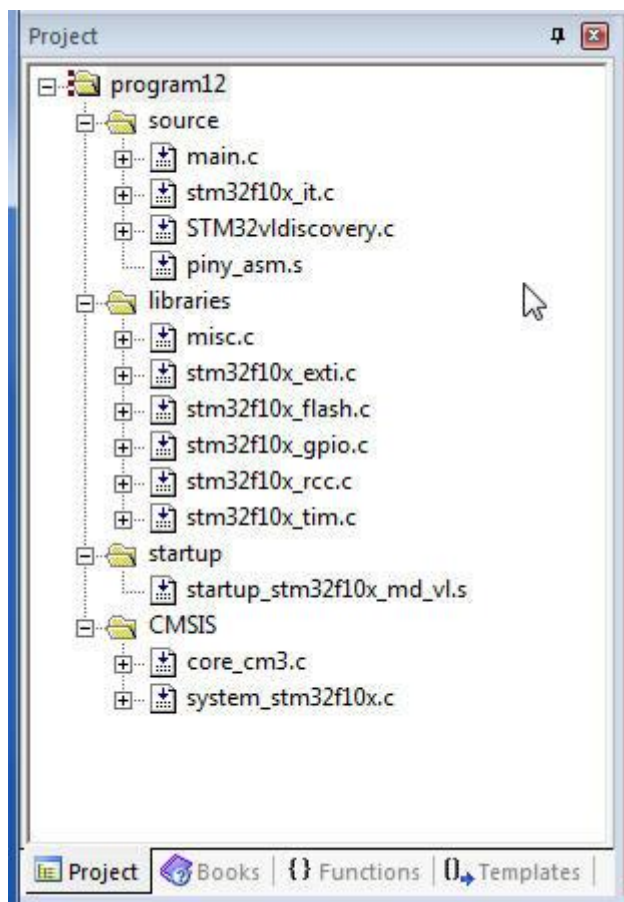 Project
program12
source
main.c
stm32f10x_it.c
STM32vldiscovery.c
piny_asm.s
libraries
misc.c
stm32f10x_exti.c
stm32f10x_flash.c
stm32f10x_gpio.c
stm32f10x_rcc.c
stm32f10x_tim.c
startup
startup_stm32f10x_md_vl.s
CMSIS
core_cm3.c
system_stm32f10x.c
Project Books {} Functions 0 Templates